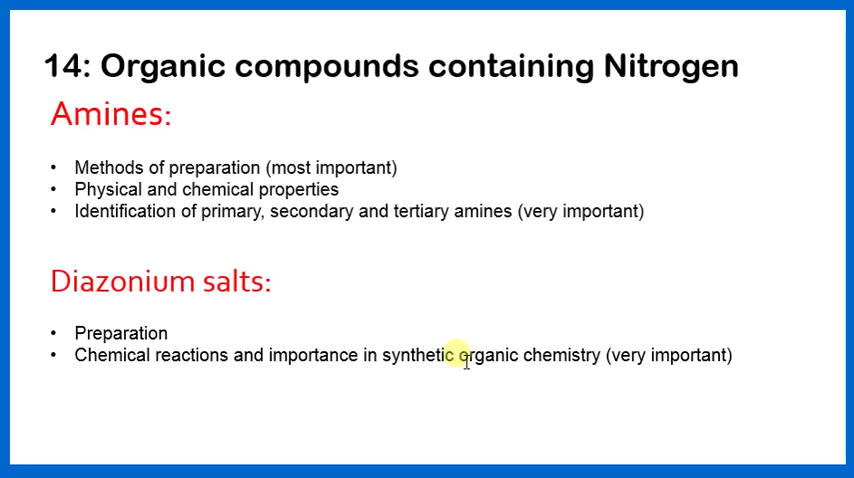 14: Organic compounds containing Nitrogen
Amines:
• Methods of preparation (most important)
• Physical and chemical properties
• Identification of primary, secondary and tertiary amines (very important)
Diazonium salts:
• Preparation
• Chemical reactions and importance in synthetic organic chemistry (very important)